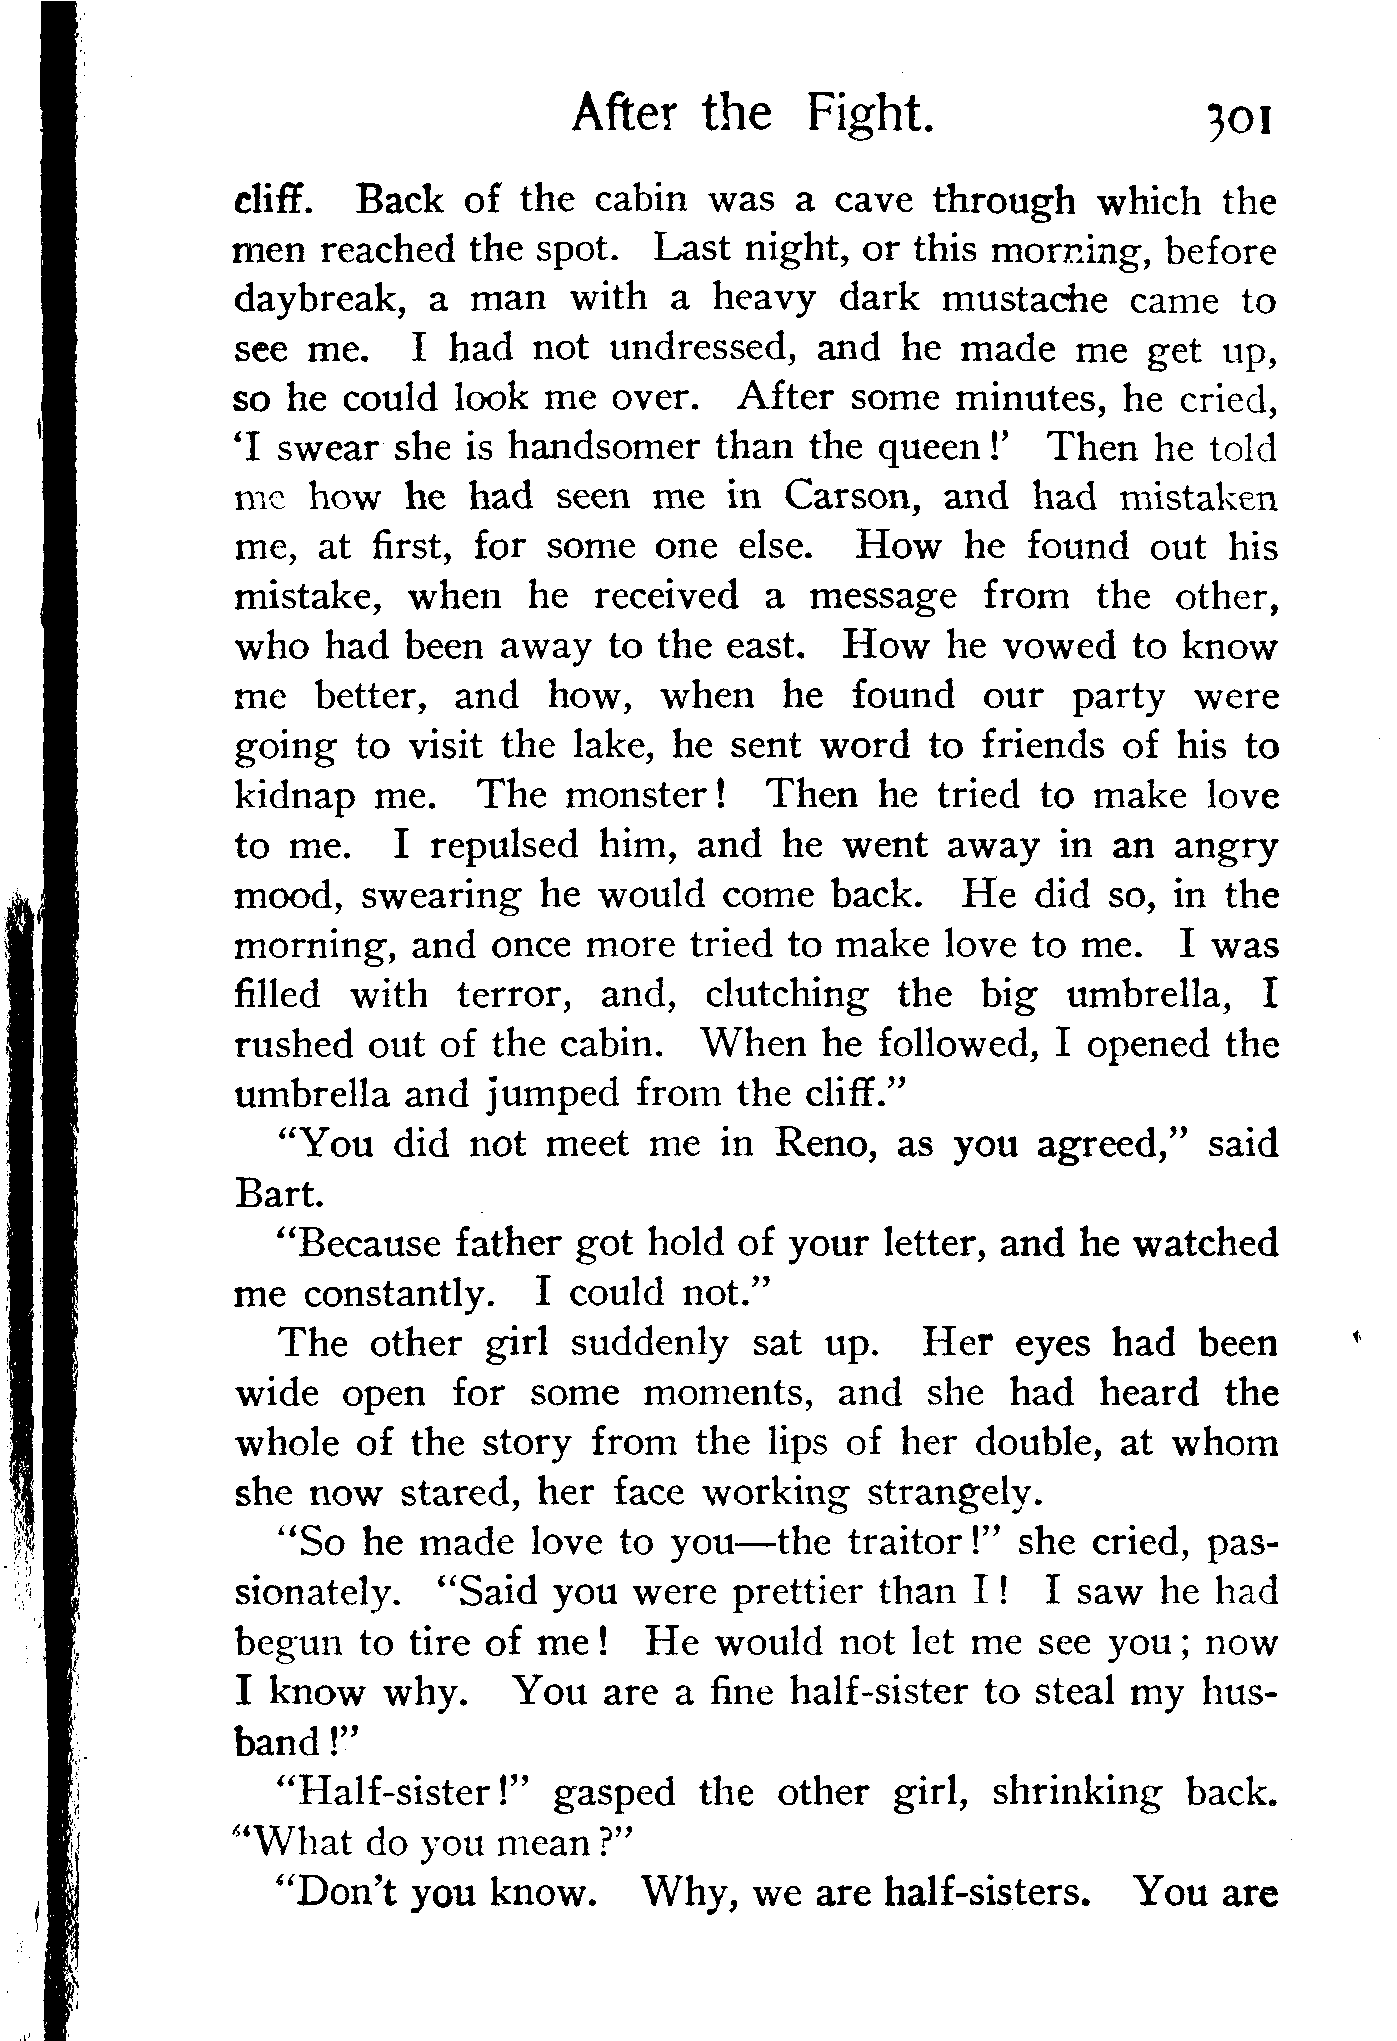 After the Fight. 301
cliff. Back of the cabin was a cave through which the
men reached the spot. Last night, or this morning, before
daybreak, a man with a heavy dark mustache came to
see me. I had not undressed, and he made me get up,
so he could look me over. After some minutes, he cried,
‘I swear she is handsomer than the queen!’ Then he told
me how he had seen me in Carson, and had mistaken
me, at first, for some one else. How he found out his
mistake, when he received a message from the other,
who had been away to the east. How he vowed to know
me better, and how, when he found our party were
going to visit the lake, he sent word to friends of his to
kidnap me. The monster! Then he tried to make love
to me. I repulsed him, and he went away in an angry
mood, swearing he would come back. He did so, in the
morning, and once more tried to make love to me. I was
filled with terror, and, clutching the big umbrella, I
rushed out of the cabin. When he followed, I opened the
umbrella and jumped from the cliff.”
“You did not meet me in Reno, as you agreed,” said
Bart.
“Because father got hold of your letter, and he watched
me constantly. I could not.”
The other girl suddenly sat up. Her eyes had been
wide open for some moments, and she had heard the
whole of the story from the lips of her double, at whom
she now stared, her face working strangely.
“So he made love to you—the traitor!” she cried, pas-
sionately. “Said you were prettier than I! I saw he had
begun to tire of me! He would not let me see you; now
I know why. You are a fine half-sister to steal my hus-
band!”
“Half-sister!” gasped the other girl, shrinking back.
“What do you mean?”
“Don’t you know. Why, we are half-sisters. You are